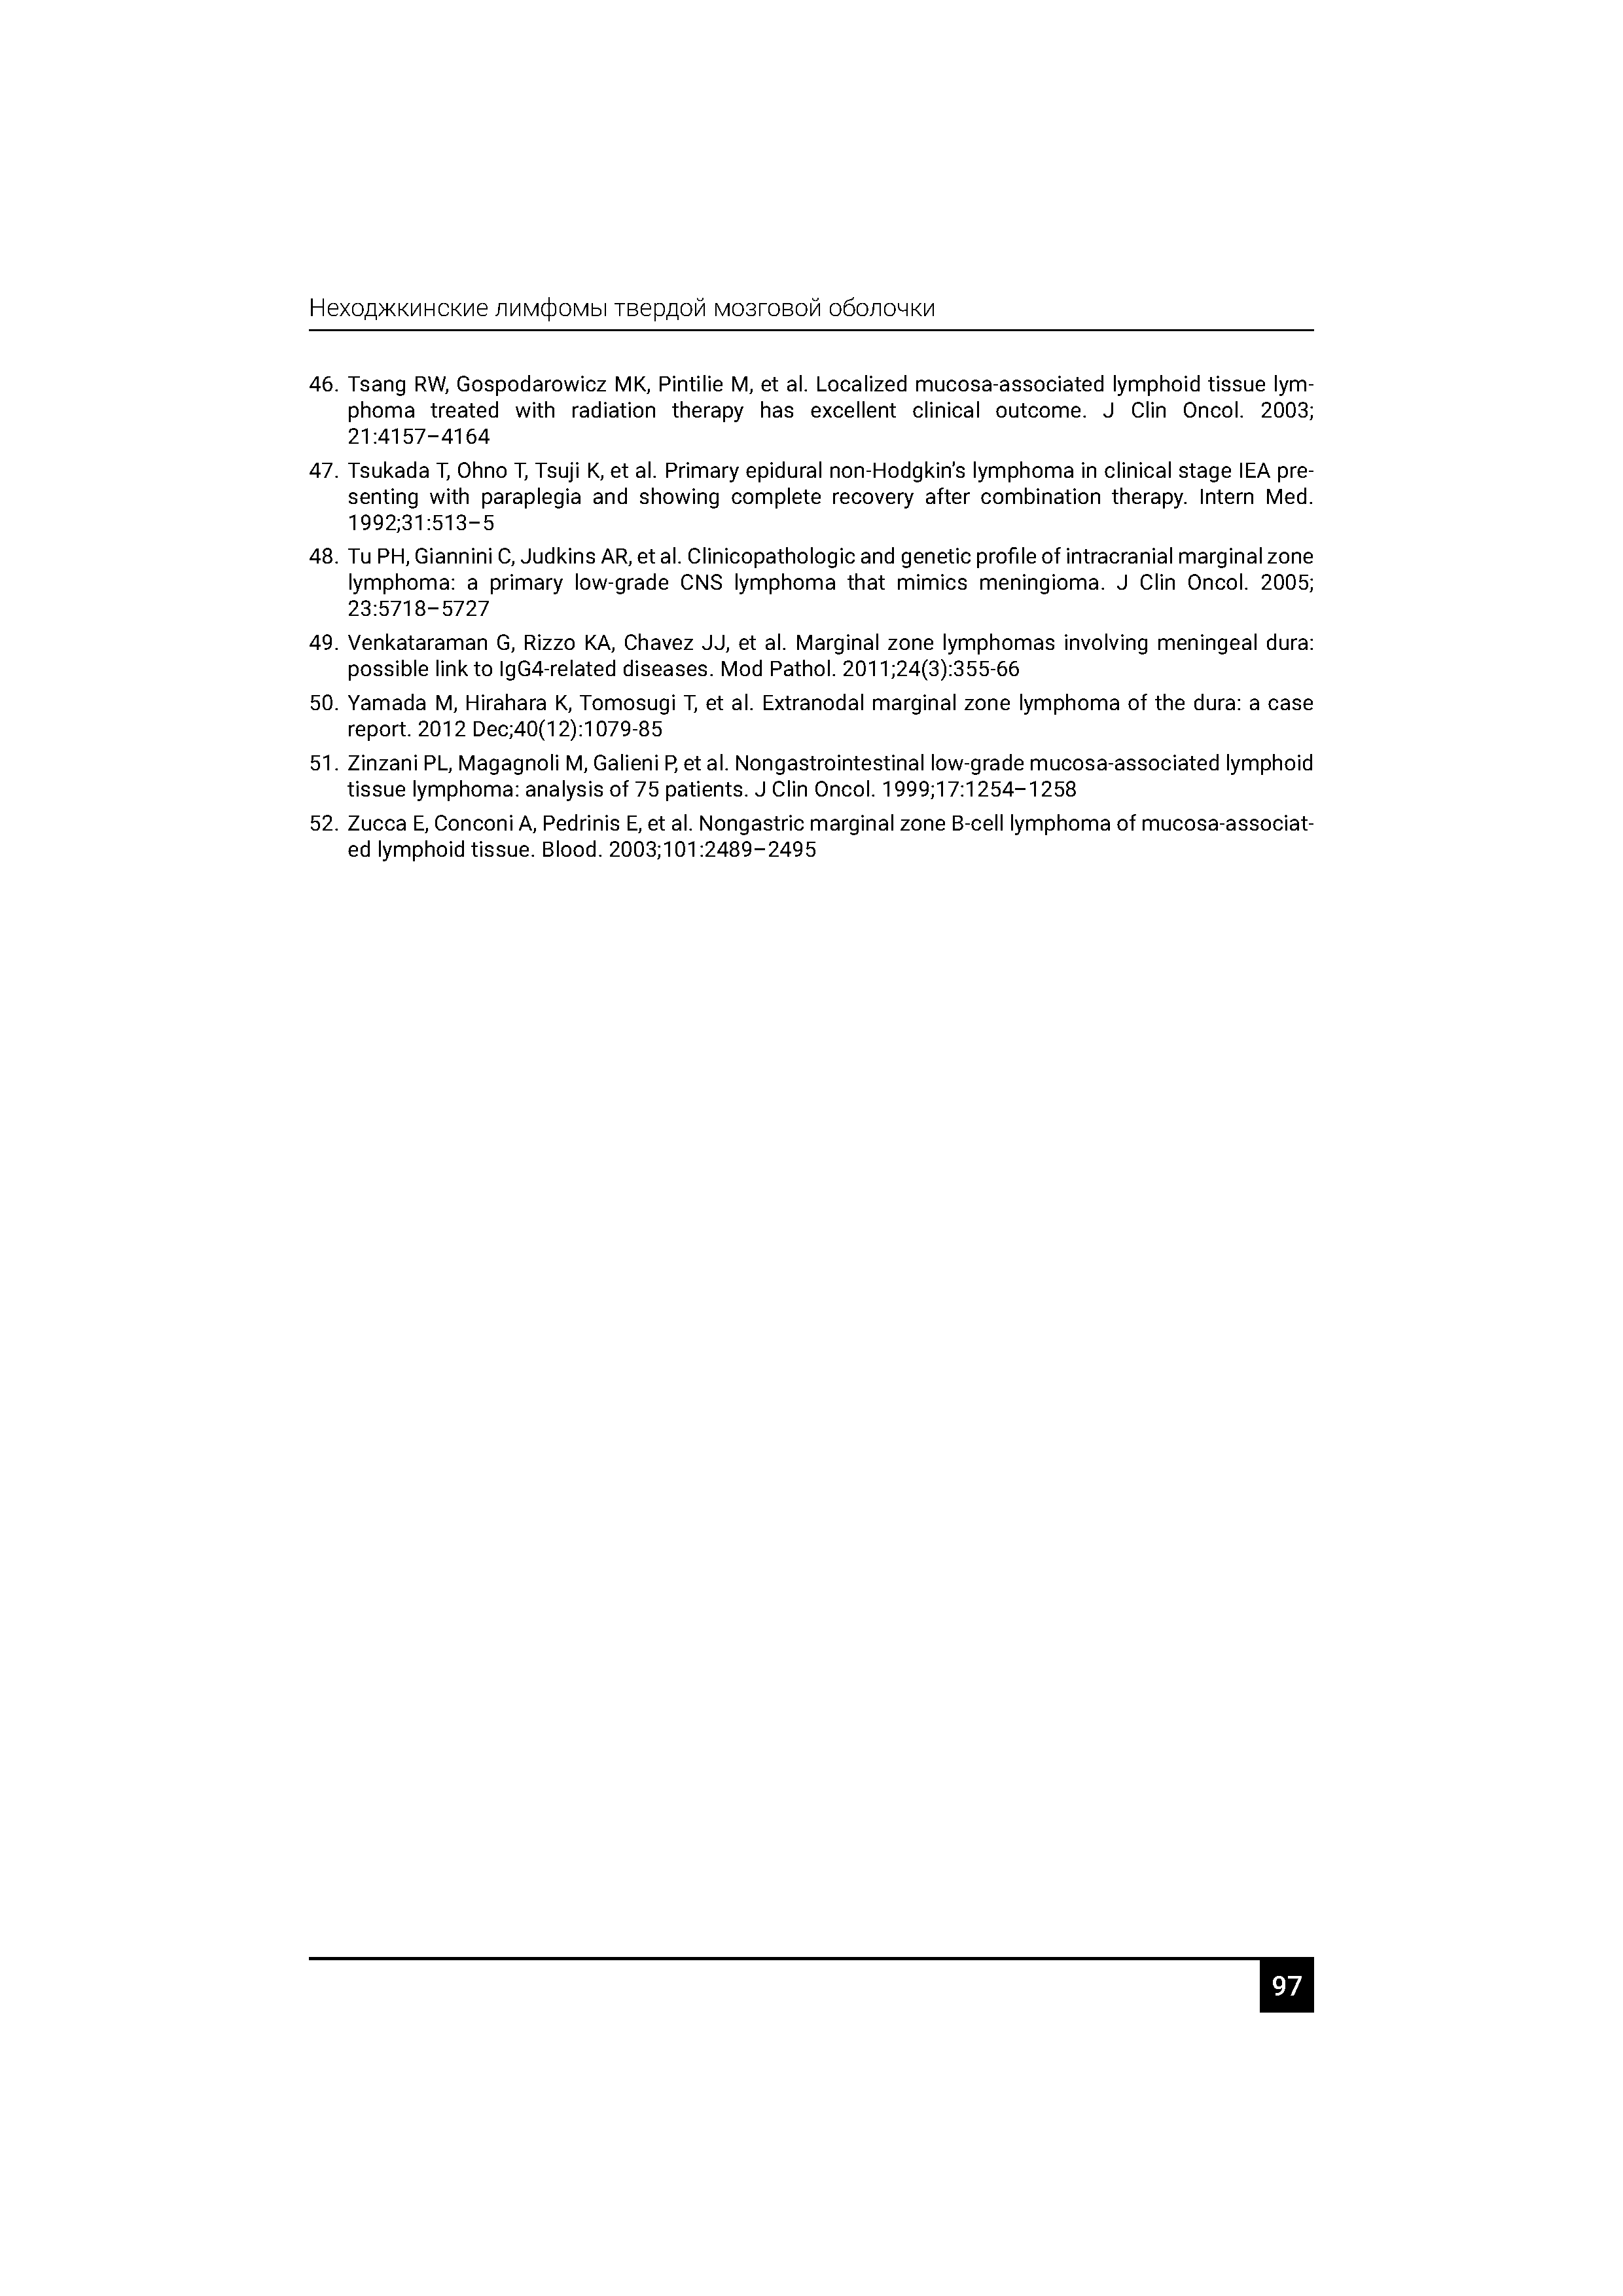 Неходжкинские лимфомы твердой мозговой оболочки
46. Tsang RW, Gospodarowicz MK, Pintilie M, et al. Localized mucosa-associated lymphoid tissue lym-
phoma treated with radiation therapy has excellent clinical outcome. J Clin Oncol. 2003;
21:4157–4164
47. Tsukada T, Ohno T, Tsuji K, et al. Primary epidural non-Hodgkin's lymphoma in clinical stage IEA pre-
senting with paraplegia and showing complete recovery after combination therapy. Intern Med.
1992;31:513–5
48. Tu PH, Giannini C, Judkins AR, et al. Clinicopathologic and genetic profile of intracranial marginal zone
lymphoma: a primary low-grade CNS lymphoma that mimics meningioma. J Clin Oncol. 2005;
23:5718–5727
49. Venkataraman G, Rizzo KA, Chavez JJ, et al. Marginal zone lymphomas involving meningeal dura:
possible link to IgG4-related diseases. Mod Pathol. 2011;24(3):355-66
50. Yamada M, Hirahara K, Tomosugi T, et al. Extranodal marginal zone lymphoma of the dura: a case
report. 2012 Dec;40(12):1079-85
51. Zinzani PL, Magagnoli M, Galieni P, et al. Nongastrointestinal low-grade mucosa-associated lymphoid
tissue lymphoma: analysis of 75 patients. J Clin Oncol. 1999;17:1254–1258
52. Zucca E, Conconi A, Pedrinis E, et al. Nongastric marginal zone B-cell lymphoma of mucosa-associat-
ed lymphoid tissue. Blood. 2003;101:2489–2495
97